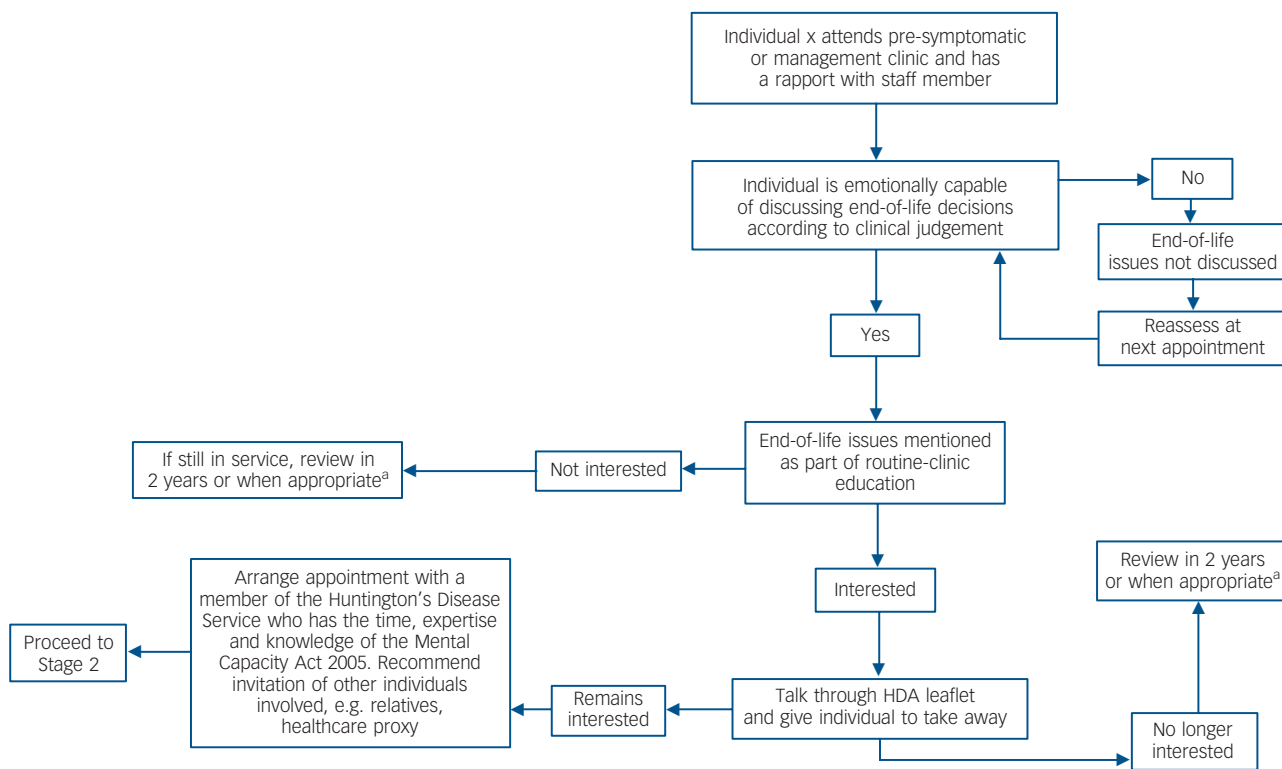 Individual x attends pre-symptomatic
or management clinic and has
a rapport with staff member
Individual is emotionally capable
of discussing end-of-life decisions
according to clinical judgement
No
End-of-life
issues not discussed
Reassess at
next appointment
Yes
End-of-life issues mentioned
as part of routine-clinic
education
Not interested
If still in service, review in
2 years or when appropriateª
Interested
Review in 2 years
or when appropriateª
Talk through HDA leaflet
and give individual to take away
Remains
interested
Arrange appointment with a
member of the Huntington’s Disease
Service who has the time, expertise
and knowledge of the Mental
Capacity Act 2005. Recommend
invitation of other individuals
involved, e.g. relatives,
healthcare proxy
Proceed to
Stage 2
No longer
interested